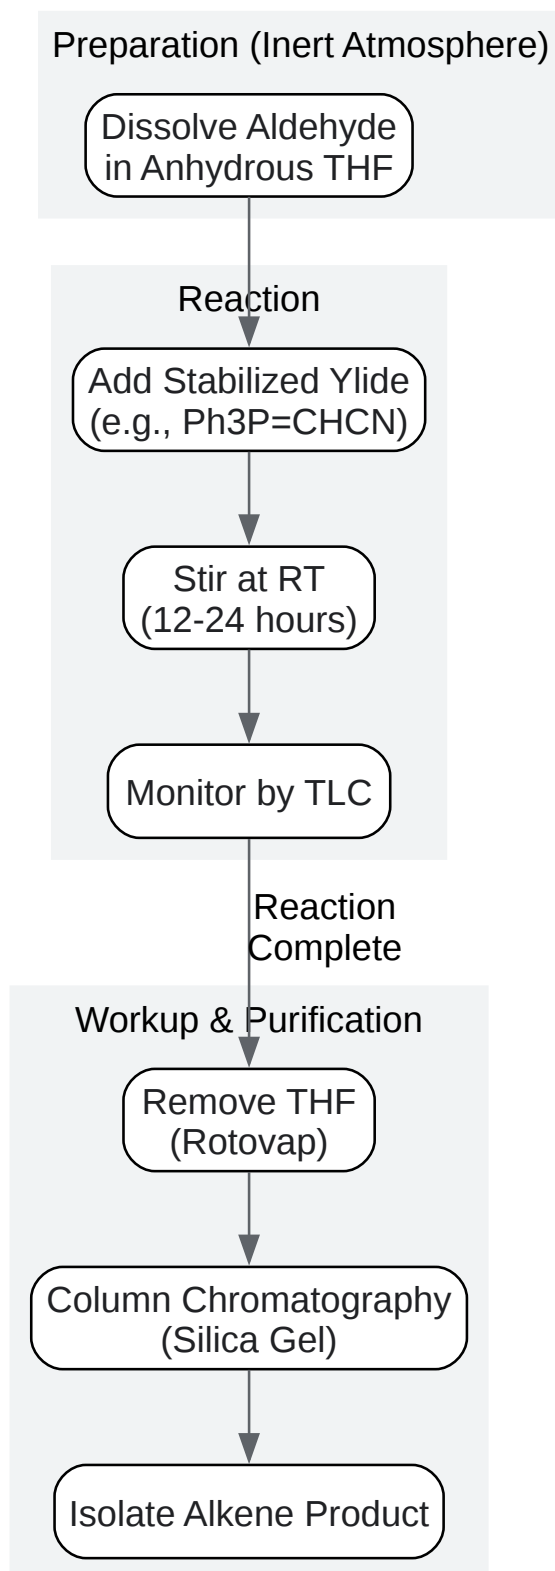 Preparation (Inert Atmosphere)
Dissolve Aldehyde
in Anhydrous THF
Reaction
Add Stabilized Ylide
(e.g., Ph3P=CHCN)
Stir at RT
(12-24 hours)
Monitor by TLC
Reaction
Complete
Workup & Purification
Remove THF
(Rotovap)
Column Chromatography
(Silica Gel)
Isolate Alkene Product